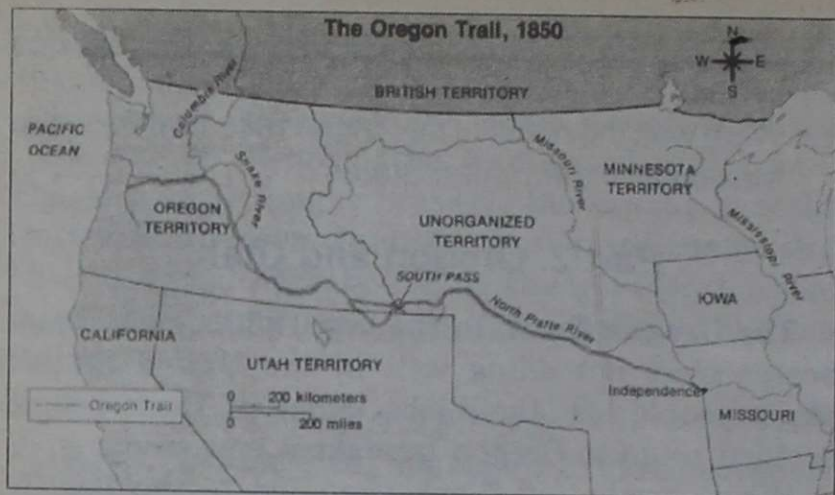 The Oregon Trail, 1850
N
W
E
S
BRITISH TERRITORY
PACIFIC
OCEAN
Columbia River
Snake River
Missouri River
MINNESOTA
TERRITORY
OREGON
TERRITORY
UNORGANIZED
TERRITORY
Mississippi River
SOUTH PASS
IOWA
North Platte River
CALIFORNIA
UTAH TERRITORY
Independence
MISSOURI
0 200 kilometers
0 200 miles
Oregon Trail